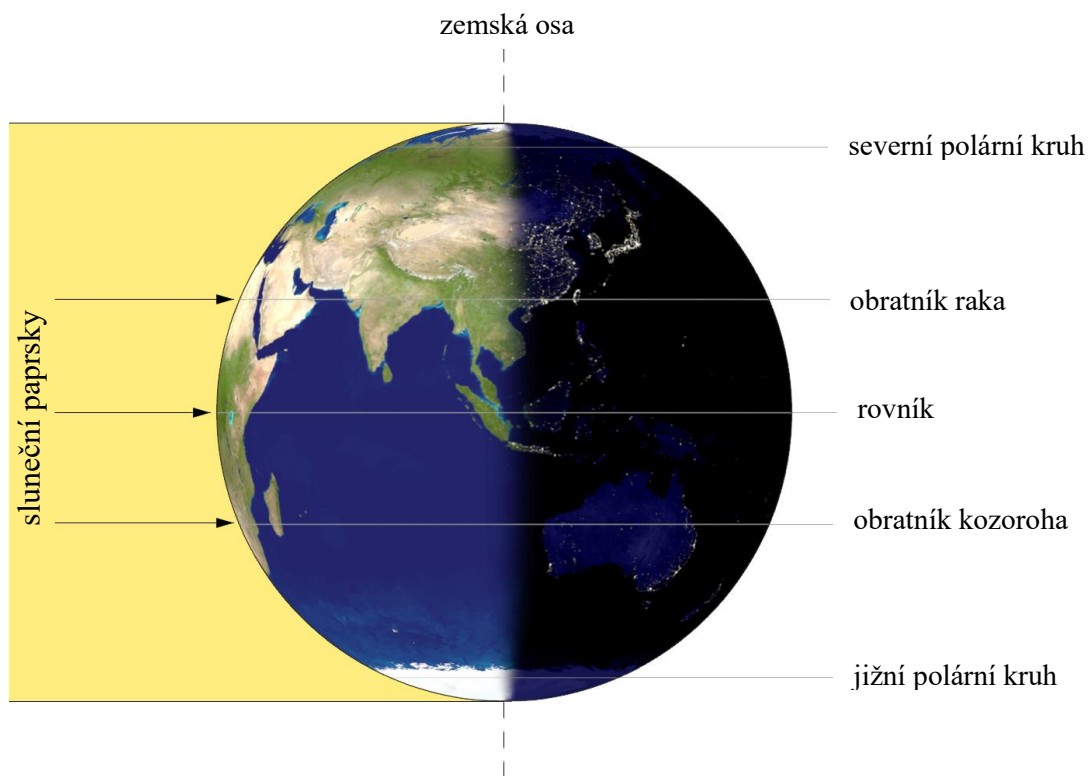 zemská osa
severní polární kruh
obratník raka
sluneční paprsky
rovník
obratník kozoroha
jižní polární kruh